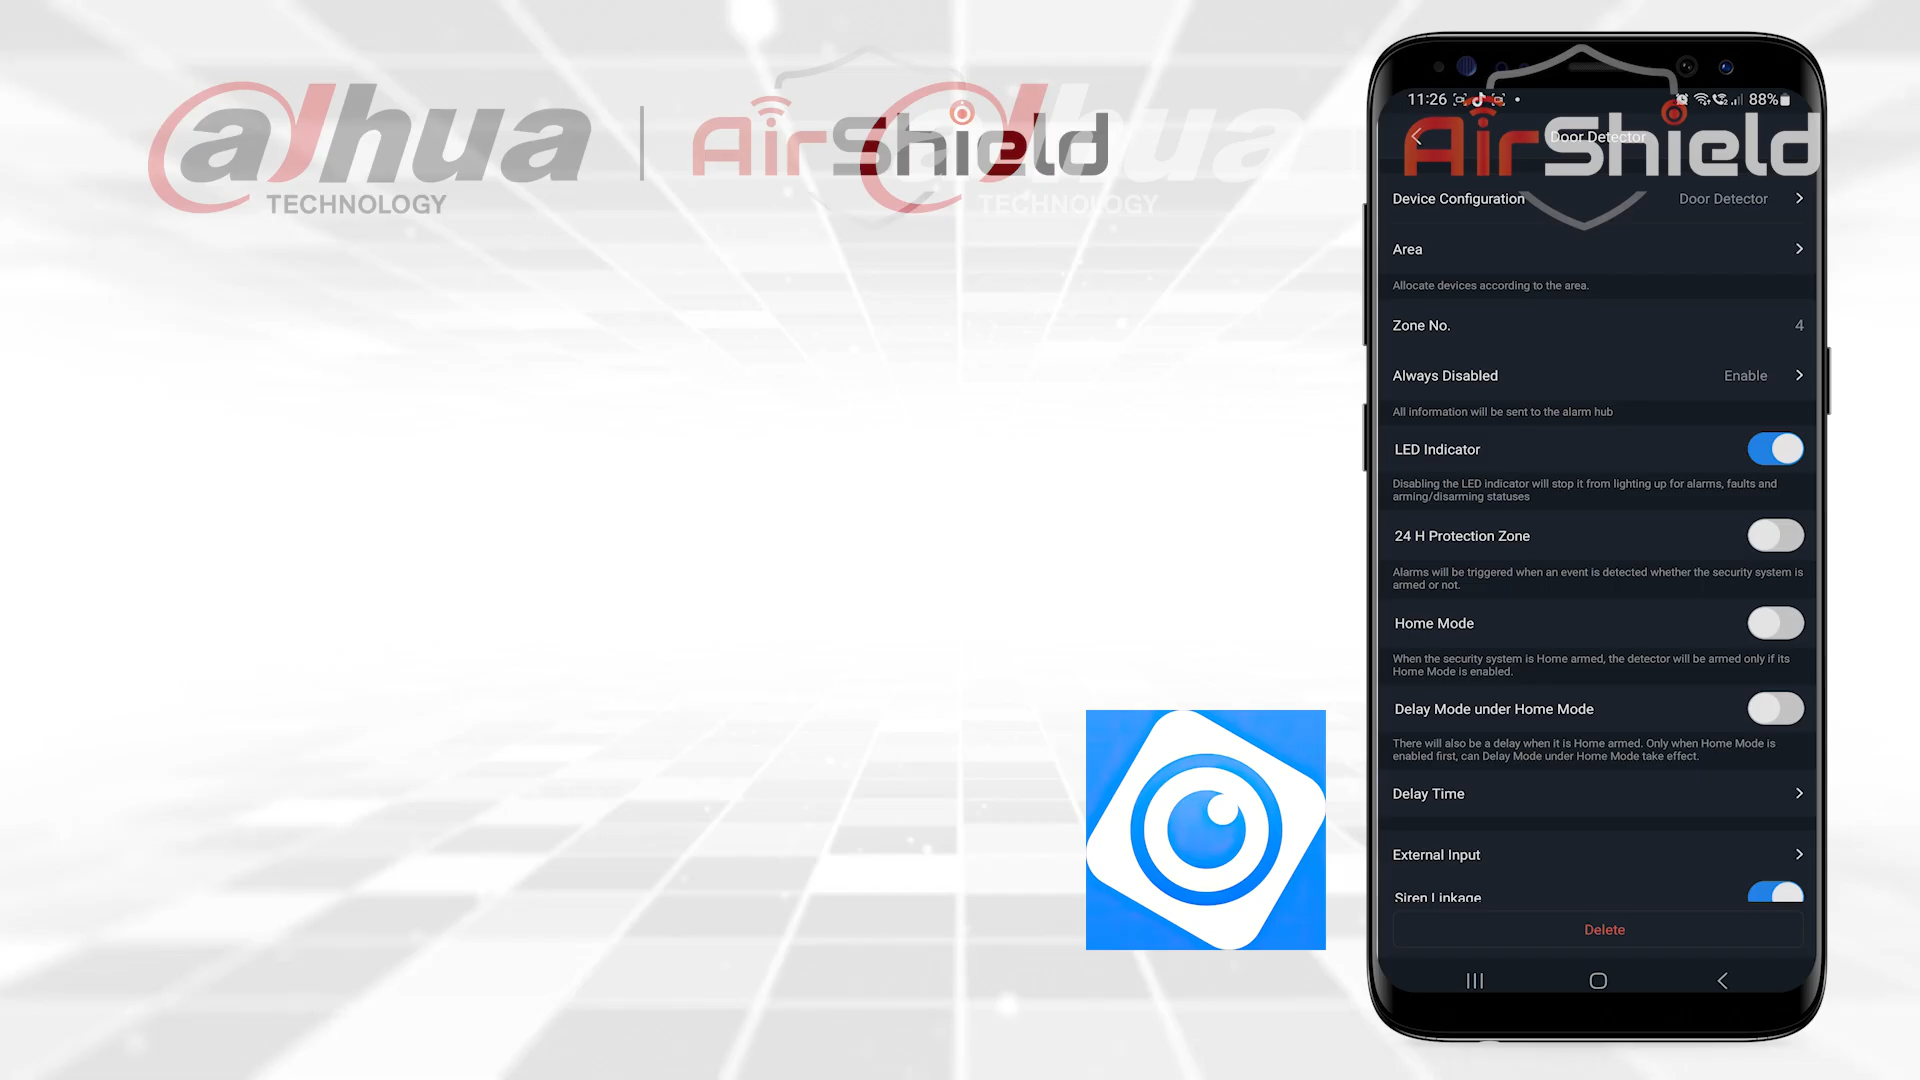 alhua
TECHNOLOGY
AirShield
alhua
TECHNOLOGY
AirShield
11:26
88%
Door Detector
Device Configuration
Door Detector
Area
Allocate devices according to the area.
Zone No.
4
Always Disabled
Enable
All information will be sent to the alarm hub
LED Indicator
Disabling the LED indicator will stop it from lighting up for alarms, faults and
arming/disarming statuses
24 H Protection Zone
Alarms will be triggered when an event is detected whether the security system is
armed or not.
Home Mode
When the security system is Home armed, the detector will be armed only if its
Home Mode is enabled.
Delay Mode under Home Mode
There will also be a delay when it is Home armed. Only when Home Mode is
enabled first, can Delay Mode under Home Mode take effect.
Delay Time
External Input
Siren Linkage
Delete